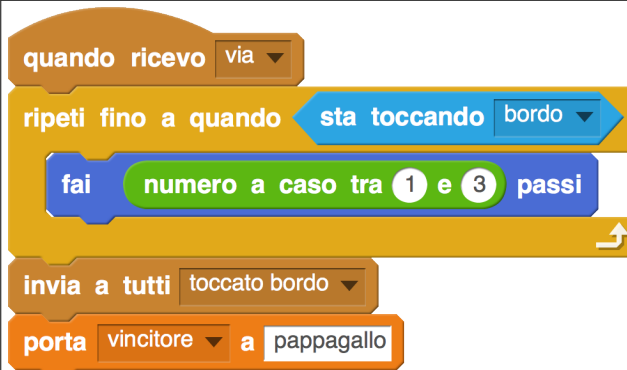 quando ricevo via
ripeti fino a quando sta toccando bordo
fai numero a caso tra 1 e 3 passi
invia a tutti toccato bordo
porta vincitore a pappagallo